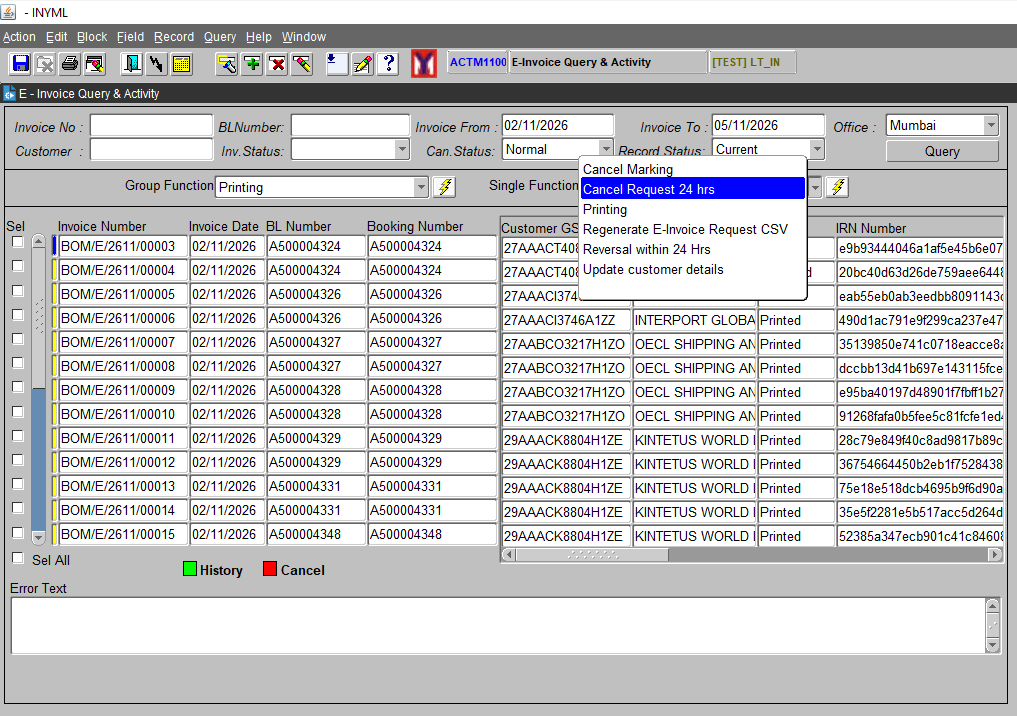 - INYML
Action Edit Block Field Record Query Help Window
ACTM1100 E-Invoice Query & Activity [TEST] LT_IN
E - Invoice Query & Activity
Invoice No : BLNumber: Invoice From : 02/11/2026 Invoice To : 05/11/2026 Office : Mumbai
Customer : Inv.Status: Can.Status: Normal Record Status: Current Query
Group Function Printing Single Function
Cancel Marking
Cancel Request 24 hrs
Printing
Regenerate E-Invoice Request CSV
Reversal within 24 Hrs
Update customer details
Sel Invoice Number Invoice Date BL Number Booking Number Customer GS IRN Number
BOM/E/2611/00003 02/11/2026 A500004324 A500004324 27AAACT408 e9b93444046a1af5e45b6e07
BOM/E/2611/00004 02/11/2026 A500004324 A500004324 27AAACT408 d 20bc40d63d26de759aee6448
BOM/E/2611/00005 02/11/2026 A500004326 A500004326 27AAACI374 eab55eb0ab3eedbb8091143c
BOM/E/2611/00006 02/11/2026 A500004326 A500004326 27AAACI3746A1ZZ INTERPORT GLOBA Printed 490d1ac791e9f299ca237e47
BOM/E/2611/00007 02/11/2026 A500004327 A500004327 27AABCO3217H1ZO OECL SHIPPING AN Printed 35139850e741c0718eacce8a
BOM/E/2611/00008 02/11/2026 A500004327 A500004327 27AABCO3217H1ZO OECL SHIPPING AN Printed dccbb13d41b697e143115fce
BOM/E/2611/00009 02/11/2026 A500004328 A500004328 27AABCO3217H1ZO OECL SHIPPING AN Printed e95ba40197d48901f7fbff1b27
BOM/E/2611/00010 02/11/2026 A500004328 A500004328 27AABCO3217H1ZO OECL SHIPPING AN Printed 91268fafa0b5fee5c81fcfe1ed4
BOM/E/2611/00011 02/11/2026 A500004329 A500004329 29AAACK8804H1ZE KINTETUS WORLD Printed 28c79e849f40c8ad9817b89c
BOM/E/2611/00012 02/11/2026 A500004329 A500004329 29AAACK8804H1ZE KINTETUS WORLD Printed 36754664450b2eb1f7528438
BOM/E/2611/00013 02/11/2026 A500004331 A500004331 29AAACK8804H1ZE KINTETUS WORLD Printed 75e18e518dcb4695b9f6d90a
BOM/E/2611/00014 02/11/2026 A500004331 A500004331 29AAACK8804H1ZE KINTETUS WORLD Printed 35e5f2281e5b517acc5d264d
BOM/E/2611/00015 02/11/2026 A500004348 A500004348 29AAACK8804H1ZE KINTETUS WORLD Printed 52385a347ecb901c41c84608
Sel All
History Cancel
Error Text